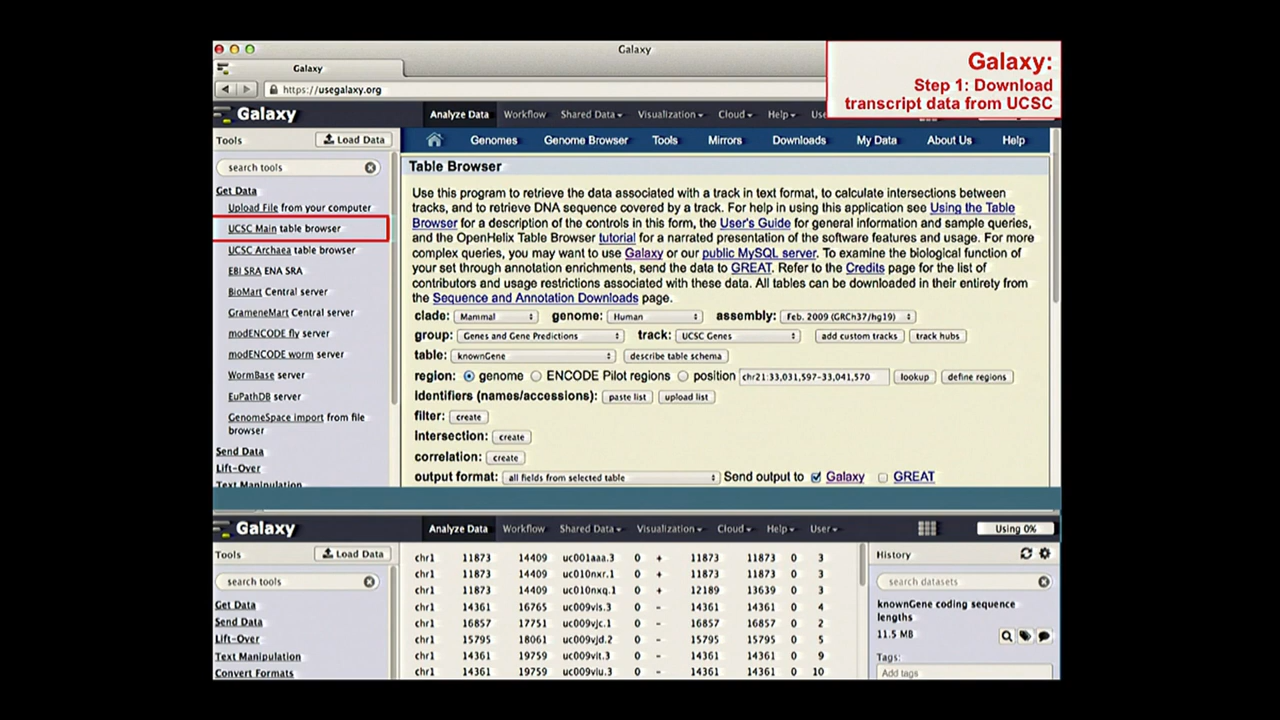 Galaxy
Galaxy:
Step 1: Download
transcript data from UCSC
Galaxy
https://usegalaxy.org
Galaxy
Analyze Data Workflow Shared Data Visualization Cloud Help
Tools Load Data
Genomes Genome Browser Tools Mirrors Downloads My Data About Us Help
search tools
Get Data
Upload File from your computer
UCSC Main table browser
UCSC Archaea table browser
EBI SRA ENA SRA
BioMart Central server
GrameneMart Central server
modENCODE fly server
modENCODE worm server
WormBase server
EuPathDB server
GenomeSpace import from file
browser
Send Data
Lift-Over
Text Manipulation
Table Browser
Use this program to retrieve the data associated with a track in text format, to calculate intersections between
tracks, and to retrieve DNA sequence covered by a track. For help in using this application see Using the Table
Browser for a description of the controls in this form, the User's Guide for general information and sample queries,
and the OpenHelix Table Browser tutorial for a narrated presentation of the software features and usage. For more
complex queries, you may want to use Galaxy or our public MySQL server. To examine the biological function of
your set through annotation enrichments, send the data to GREAT. Refer to the Credits page for the list of
contributors and usage restrictions associated with these data. All tables can be downloaded in their entirety from
the Sequence and Annotation Downloads page.
clade: Mammal genome: Human assembly: Feb. 2009 (GRCh37/hg19)
group: Genes and Gene Predictions track: UCSC Genes add custom tracks track hubs
table: knownGene describe table schema
region: genome ENCODE Pilot regions position chr21:33,031,597-33,041,570 lookup define regions
identifiers (names/accessions): paste list upload list
filter: create
intersection: create
correlation: create
output format: all fields from selected table Send output to Galaxy GREAT
Galaxy
Analyze Data Workflow Shared Data Visualization Cloud Help User Using 0%
Tools Load Data
search tools
Get Data
Send Data
Lift-Over
Text Manipulation
Convert Formats
chr1 11873 14409 uc001aaa.3 0 + 11873 11873 0 3
chr1 11873 14409 uc010nxr.1 0 + 11873 11873 0 3
chr1 11873 14409 uc010nxq.1 0 + 12189 13639 0 3
chr1 14361 16765 uc009vis.3 0 - 14361 14361 0 4
chr1 16857 17751 uc009vjc.1 0 - 16857 16857 0 2
chr1 15795 18061 uc009vjd.2 0 - 15795 15795 0 5
chr1 14361 19759 uc009vit.3 0 - 14361 14361 0 9
chr1 14361 19759 uc009viu.3 0 - 14361 14361 0 10
History
search datasets
knownGene coding sequence
lengths
11.5 MB
Tags:
Add tags